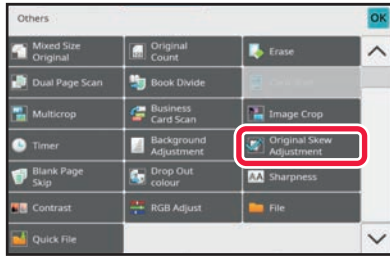 Others
OK
Mixed Size
Original
Original
Count
Erase
Dual Page Scan
Book Divide
Multicrop
Business
Card Scan
Image Crop
Timer
Background
Adjustment
Original Skew
Adjustment
Blank Page
Skip
Drop Out
colour
Sharpness
Contrast
RGB Adjust
File
Quick File